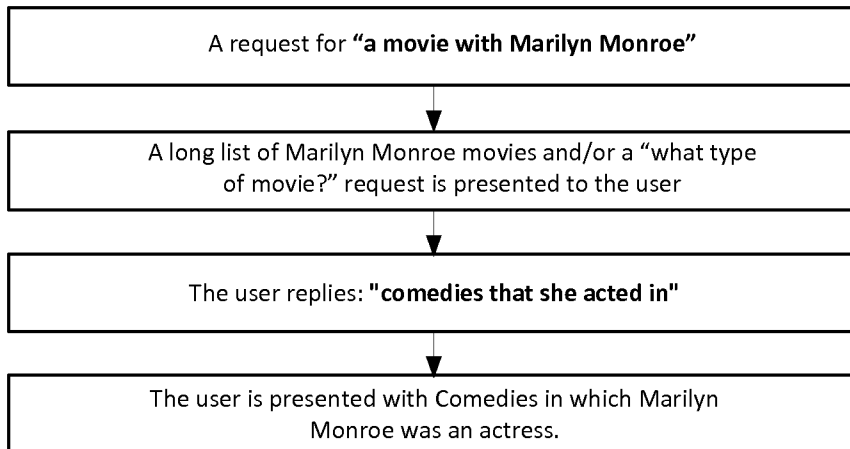 A request for “a movie with Marilyn Monroe”
A long list of Marilyn Monroe movies and/or a “what type
of movie?” request is presented to the user
The user replies: "comedies that she acted in"
The user is presented with Comedies in which Marilyn
Monroe was an actress.